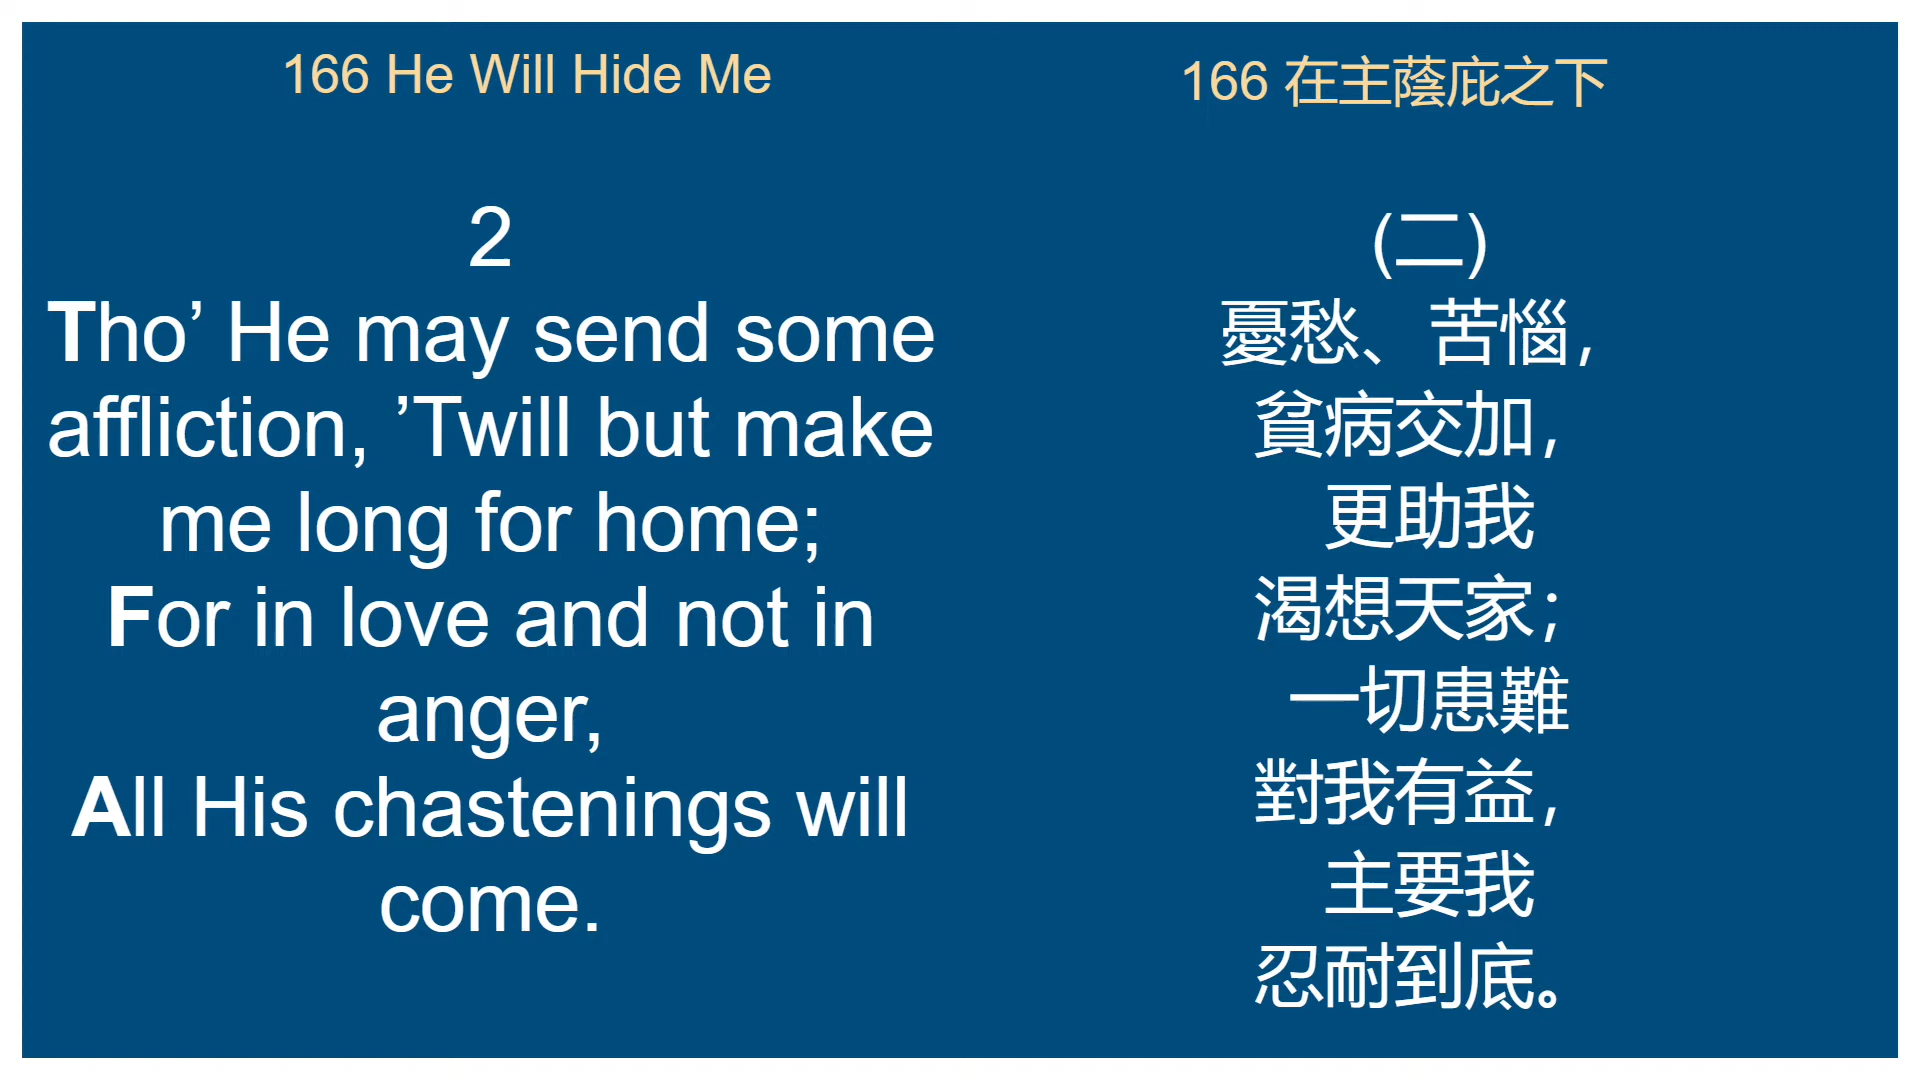 166 He Will Hide Me
2
Tho’ He may send some
affliction, ’Twill but make
me long for home;
For in love and not in
anger,
All His chastenings will
come.
166 在主蔭庇之下
(二)
憂愁、苦惱，
貧病交加，
更助我
渴想天家；
一切患難
對我有益，
主要我
忍耐到底。